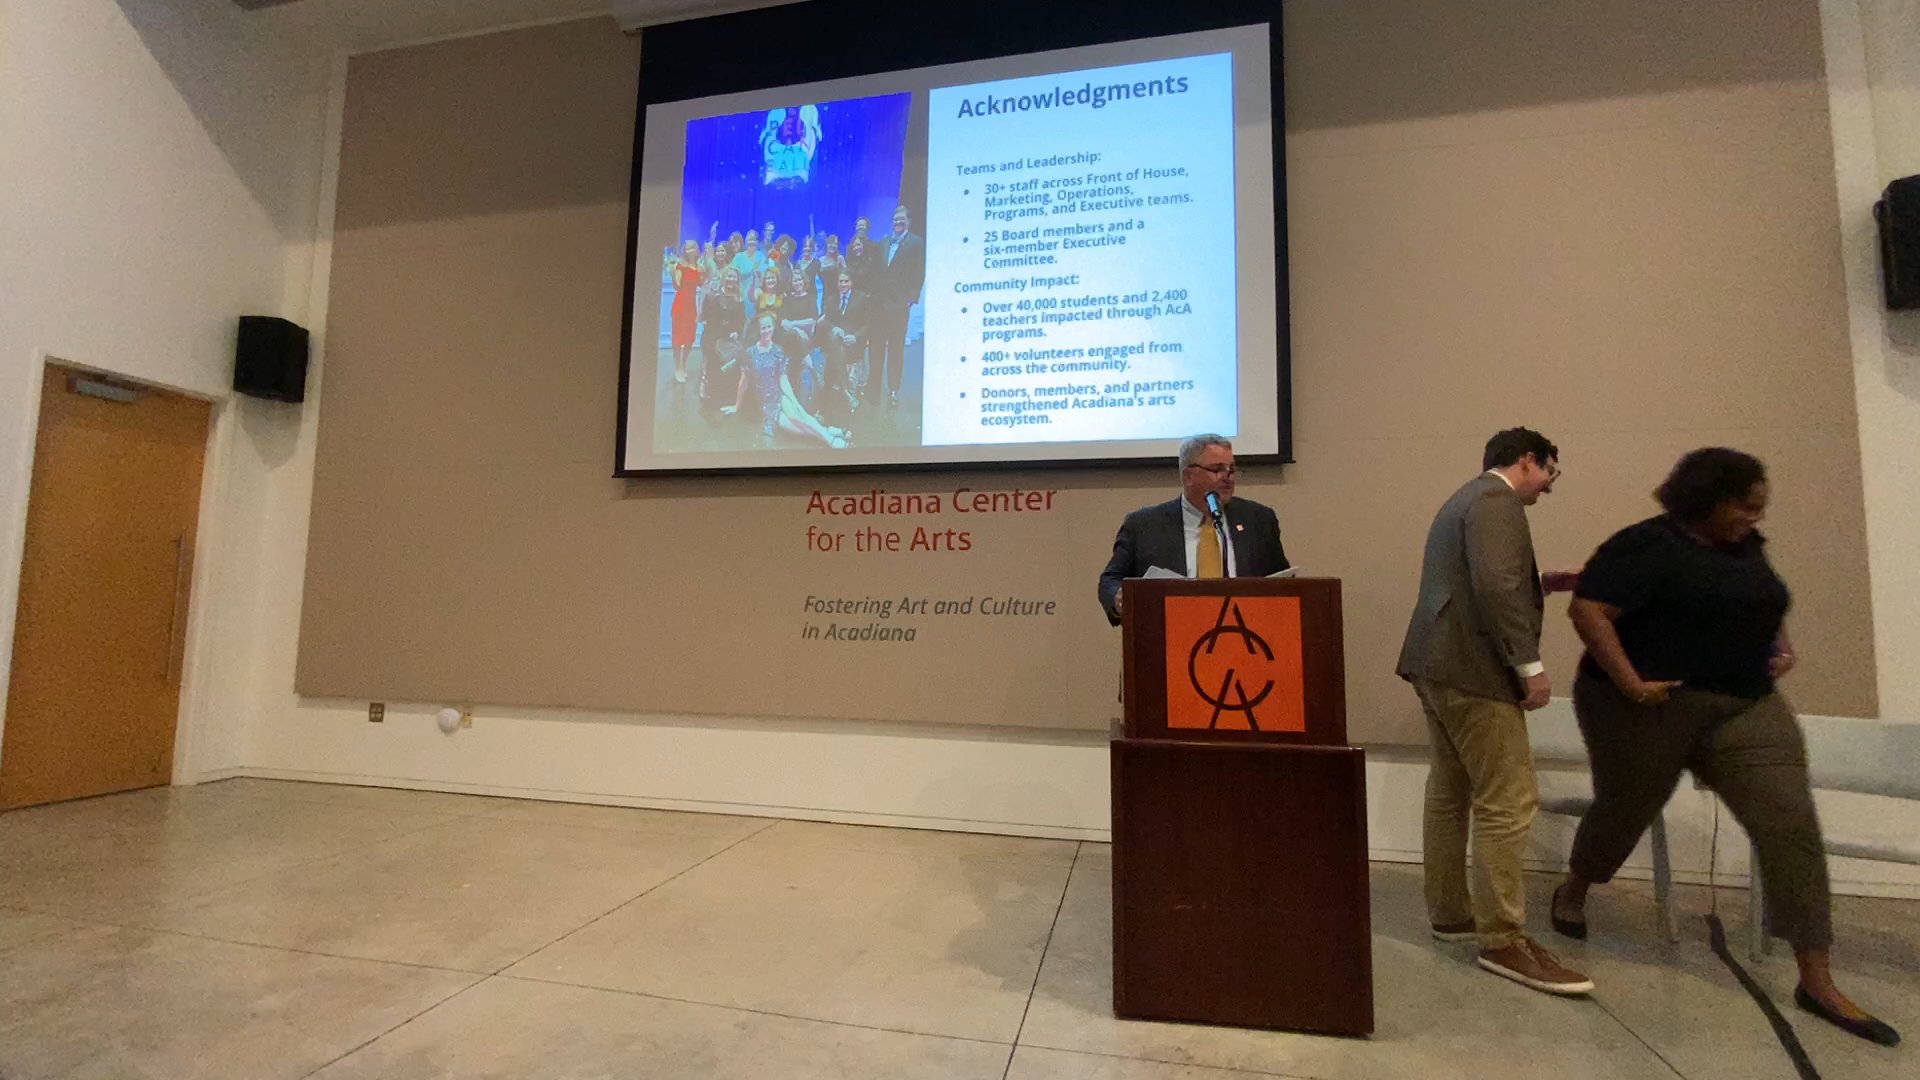 PEL
CAN
BALL
Acknowledgments
Teams and Leadership:
• 30+ staff across Front of House,
Marketing, Operations,
Programs, and Executive teams.
• 25 Board members and a
six-member Executive
Committee.
Community Impact:
• Over 40,000 students and 2,400
teachers impacted through AcA
programs.
• 400+ volunteers engaged from
across the community.
• Donors, members, and partners
strengthened Acadiana's arts
ecosystem.
Acadiana Center
for the Arts
Fostering Art and Culture
in Acadiana
A
C
A